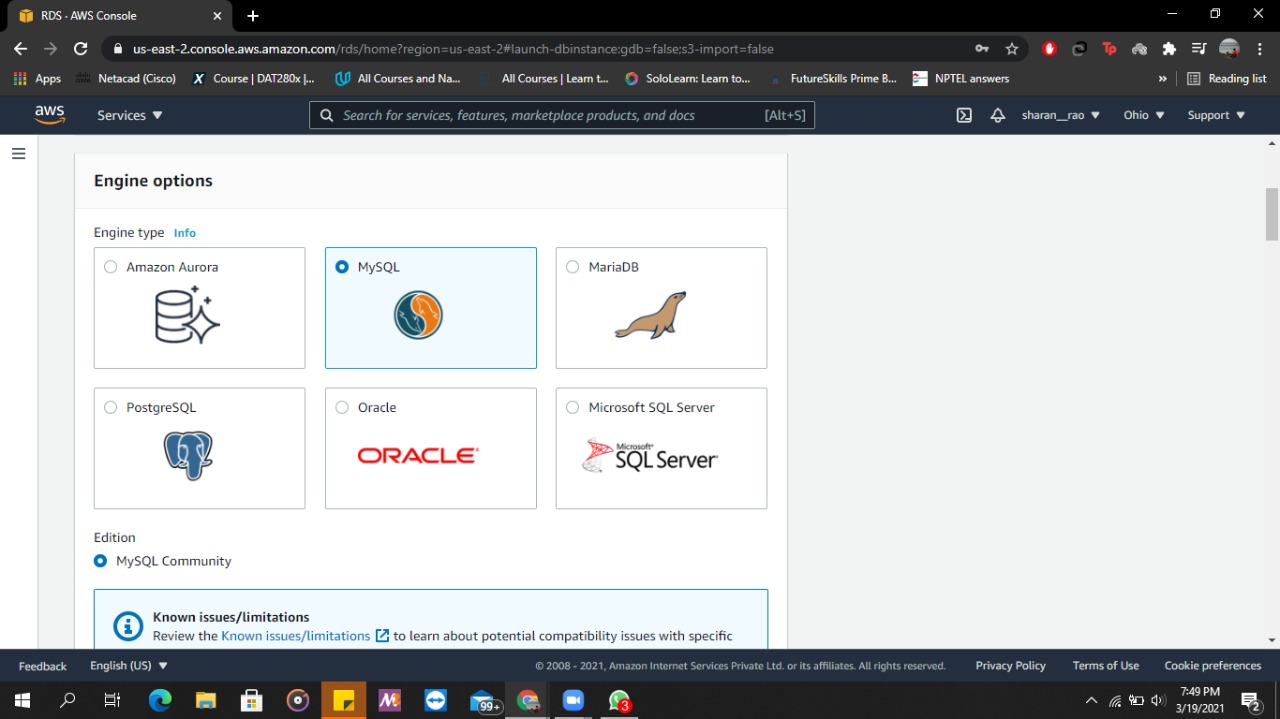 RDS - AWS Console
us-east-2.console.aws.amazon.com/rds/home?region=us-east-2#launch-dbinstance:gdb=false;s3-import=false
Apps
Netacad (Cisco)
Course | DAT280x |...
All Courses and Na...
All Courses | Learn t...
SoloLearn: Learn to...
FutureSkills Prime B...
NPTEL answers
»
Reading list
aws
Services
Search for services, features, marketplace products, and docs
[Alt+S]
sharan__rao
Ohio
Support
Engine options
Engine type Info
Amazon Aurora
MySQL
MariaDB
PostgreSQL
Oracle
Microsoft SQL Server
ORACLE
Microsoft
SQL Server
Edition
MySQL Community
Known issues/limitations
Review the Known issues/limitations to learn about potential compatibility issues with specific
Feedback
English (US)
© 2008 - 2021, Amazon Internet Services Private Ltd. or its affiliates. All rights reserved.
Privacy Policy
Terms of Use
Cookie preferences
99+
3
7:49 PM
3/19/2021
2